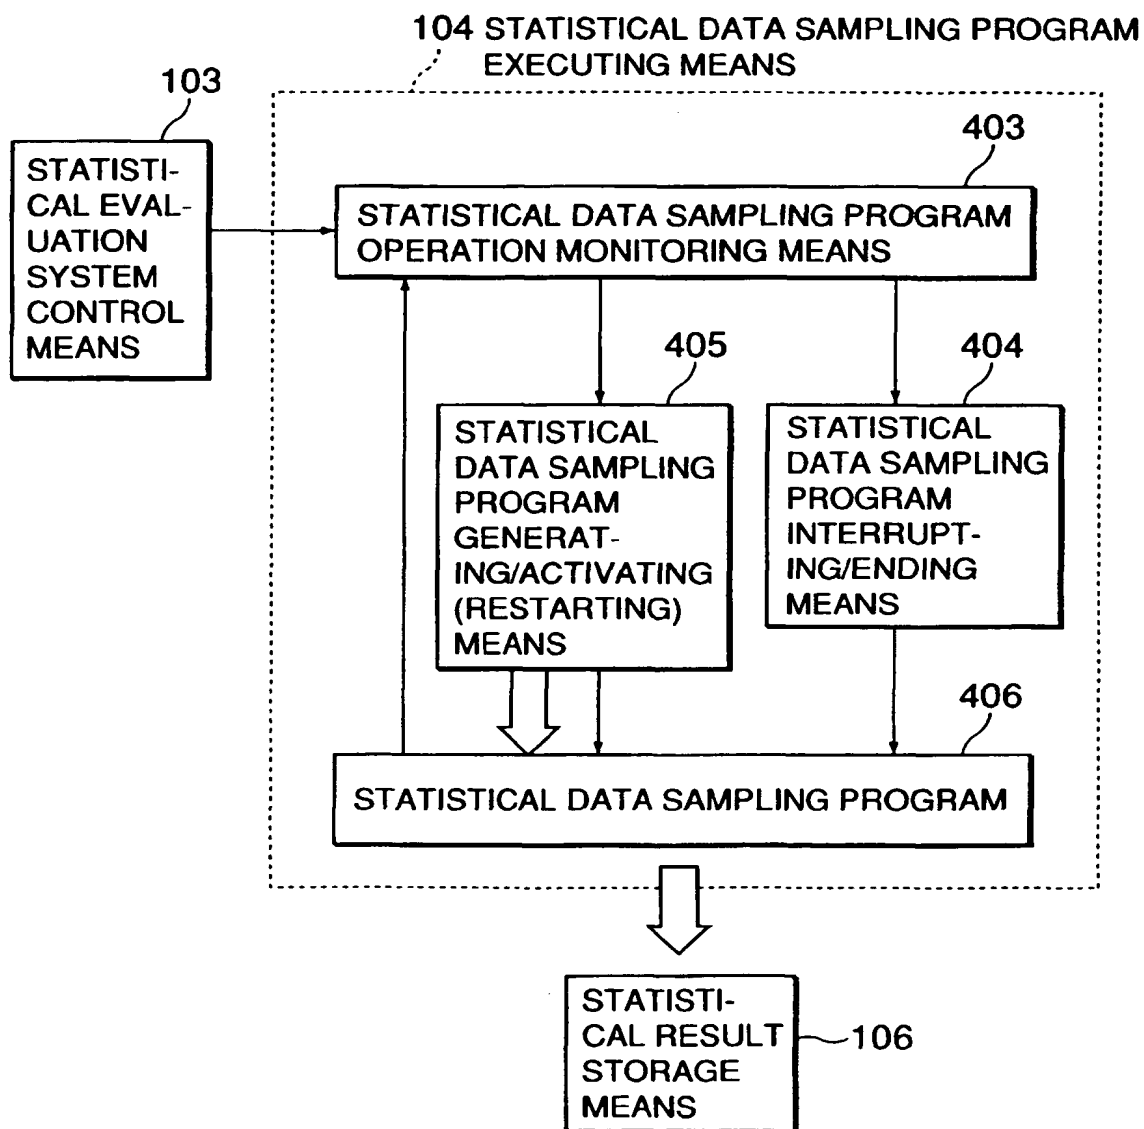 104 STATISTICAL DATA SAMPLING PROGRAM
EXECUTING MEANS
103
STATISTI-
CAL EVAL-
UATION
SYSTEM
CONTROL
MEANS
403
STATISTICAL DATA SAMPLING PROGRAM
OPERATION MONITORING MEANS
405
STATISTICAL
DATA SAMPLING
PROGRAM
GENERAT-
ING/ACTIVATING
(RESTARTING)
MEANS
404
STATISTICAL
DATA SAMPLING
PROGRAM
INTERRUPT-
ING/ENDING
MEANS
406
STATISTICAL DATA SAMPLING PROGRAM
STATISTI-
CAL RESULT
STORAGE
MEANS
106